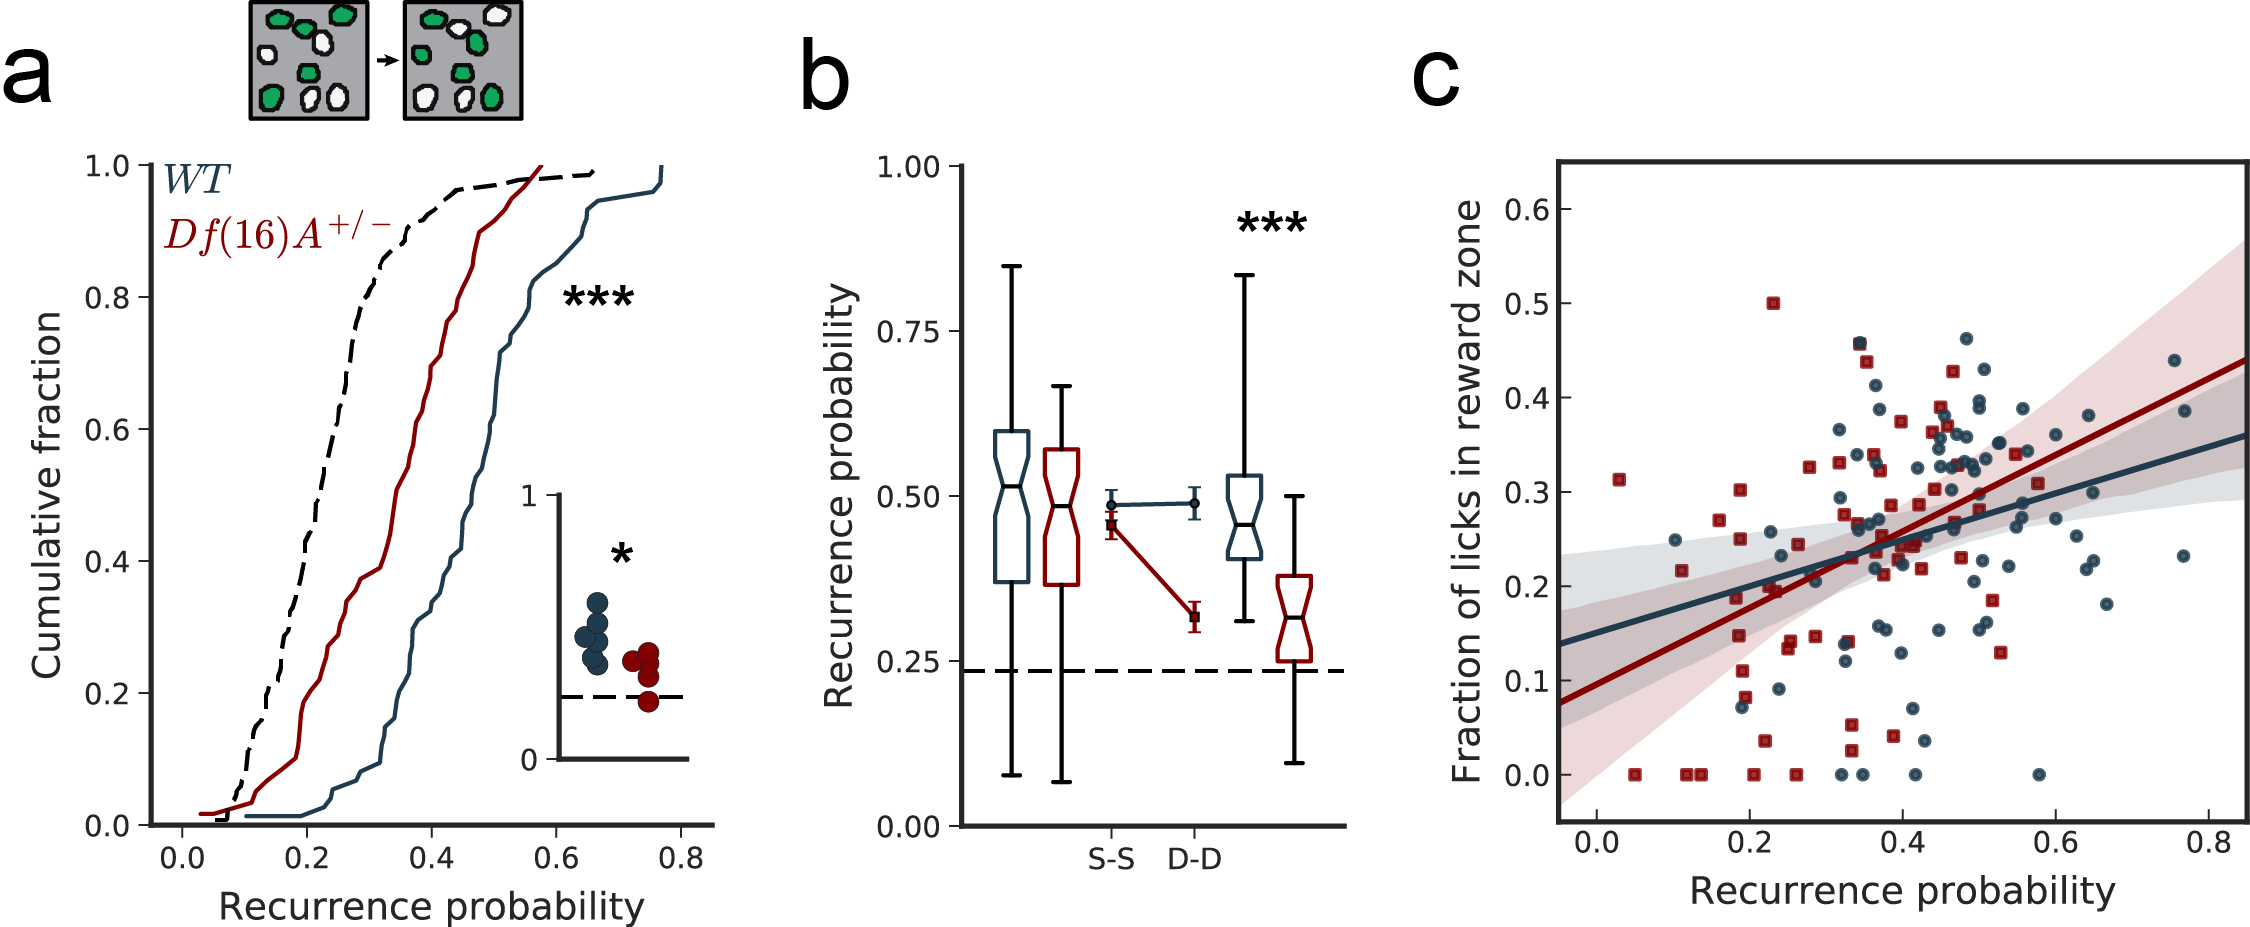 a
WT
Df(16)A+/−
***
1.0
0.8
0.6
0.4
0.2
0.0
Cumulative fraction
1
*
0
0.0 0.2 0.4 0.6 0.8
Recurrence probability
b
1.00
0.75
0.50
0.25
0.00
Recurrence probability
***
S-S D-D
c
0.6
0.5
0.4
0.3
0.2
0.1
0.0
Fraction of licks in reward zone
0.0 0.2 0.4 0.6 0.8
Recurrence probability